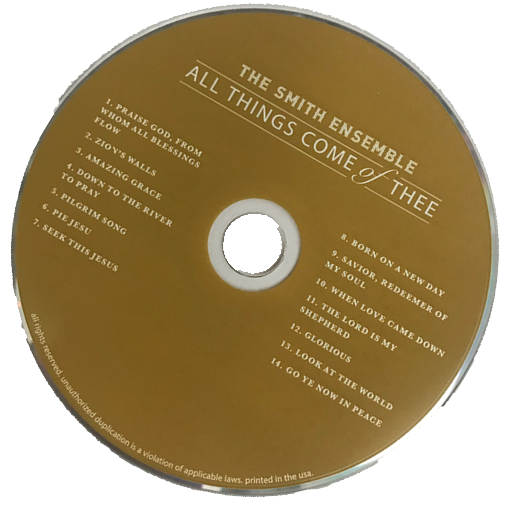 THE SMITH ENSEMBLE
ALL THINGS COME of THEE
1. PRAISE GOD, FROM
WHOM ALL BLESSINGS
FLOW
2. ZION'S WALLS
3. AMAZING GRACE
4. DOWN TO THE RIVER
TO PRAY
5. PILGRIM SONG
6. PIE JESU
7. SEEK THIS JESUS
8. BORN ON A NEW DAY
9. SAVIOR, REDEEMER OF
MY SOUL
10. WHEN LOVE CAME DOWN
11. THE LORD IS MY
SHEPHERD
12. GLORIOUS
13. LOOK AT THE WORLD
14. GO YE NOW IN PEACE
all rights reserved. unauthorized duplication is a violation of applicable laws. printed in the usa.